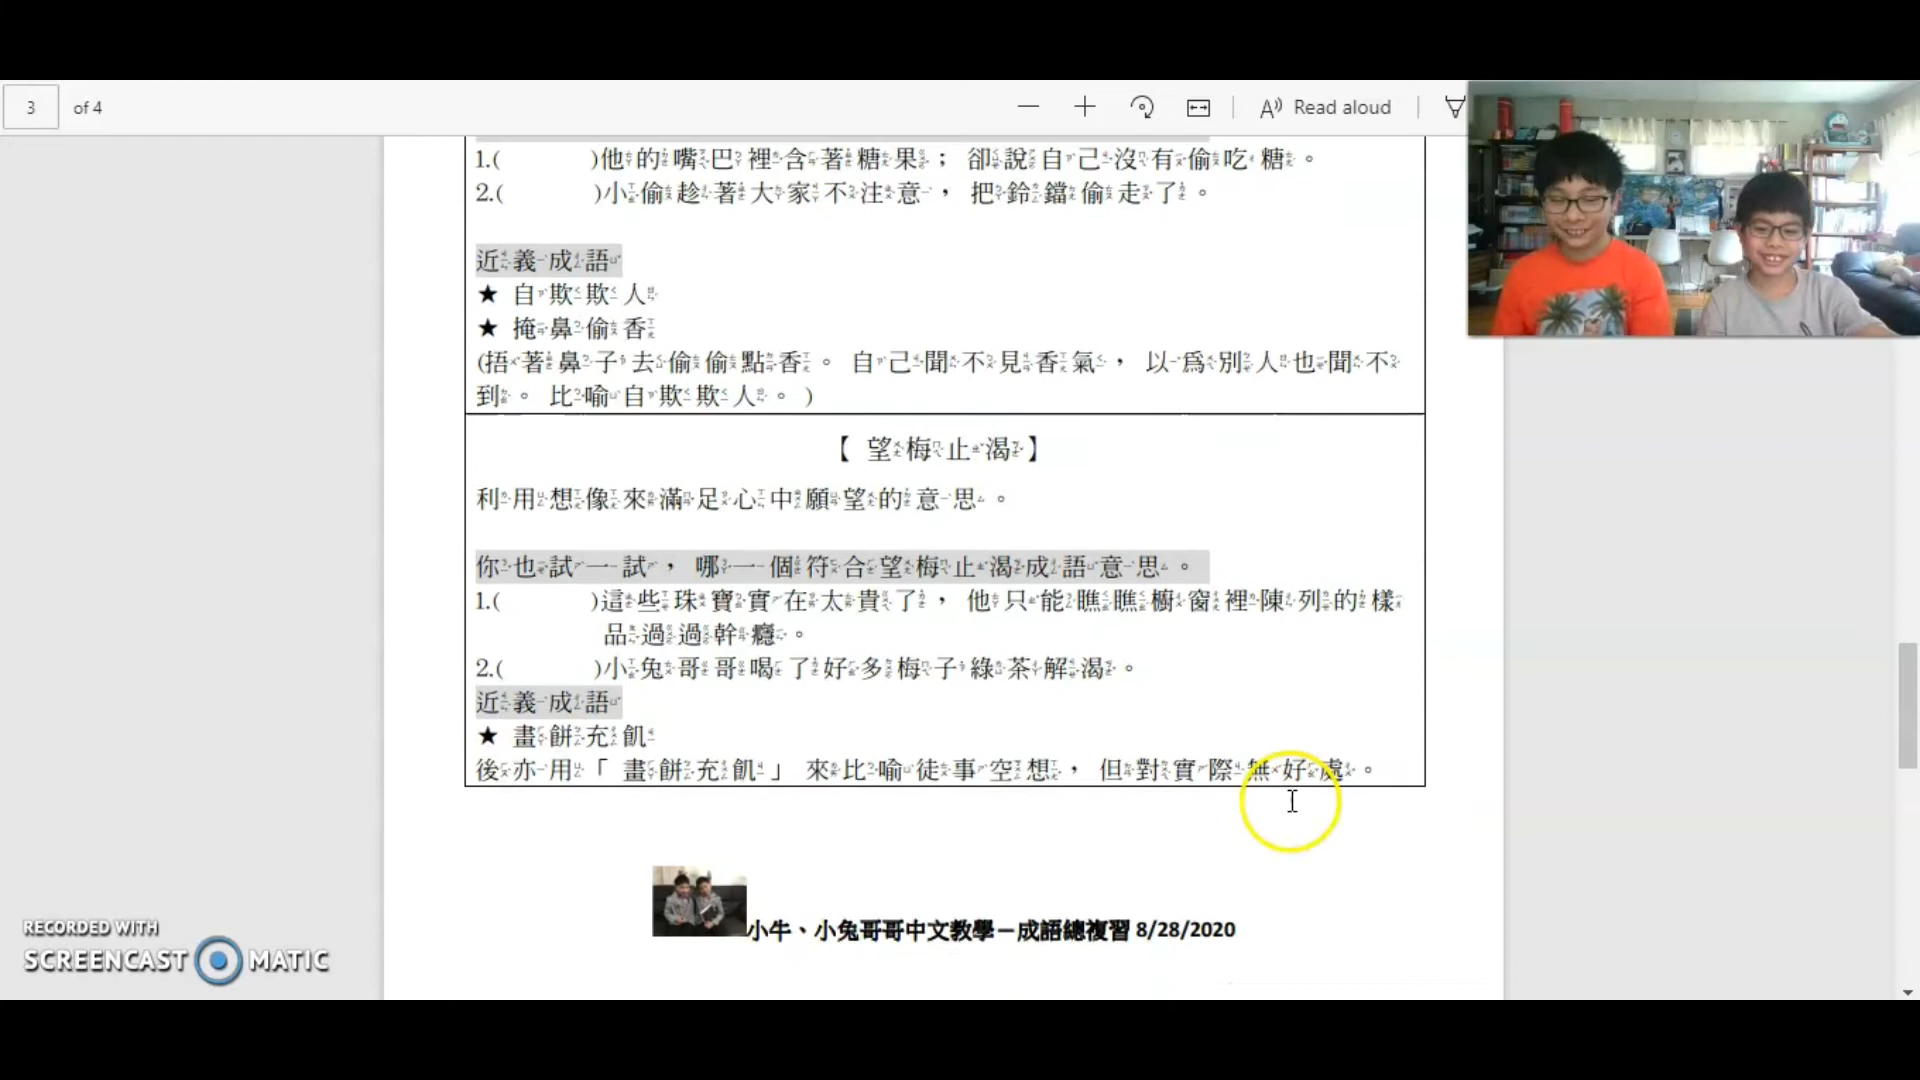 3 of 4
Read aloud
1.( )他的嘴巴裡含著糖果；卻說自己沒有偷吃糖。
2.( )小偷趁著大家不注意，把鈴鐺偷走了。
近義成語
★ 自欺欺人
★ 掩鼻偷香
(捂著鼻子去偷偷點香。自己聞不見香氣，以為別人也聞不
到。比喻自欺欺人。)
【望梅止渴】
利用想像來滿足心中願望的意思。
你也試一試，哪一個符合望梅止渴成語意思。
1.( )這些珠寶實在太貴了，他只能瞧瞧櫥窗裡陳列的樣
品過過幹癮。
2.( )小兔哥哥喝了好多梅子綠茶解渴。
近義成語
★ 畫餅充飢
後亦用「畫餅充飢」來比喻徒事空想，但對實際無好處。
小牛、小兔哥哥中文教學－成語總複習 8/28/2020
RECORDED WITH
SCREENCAST MATIC